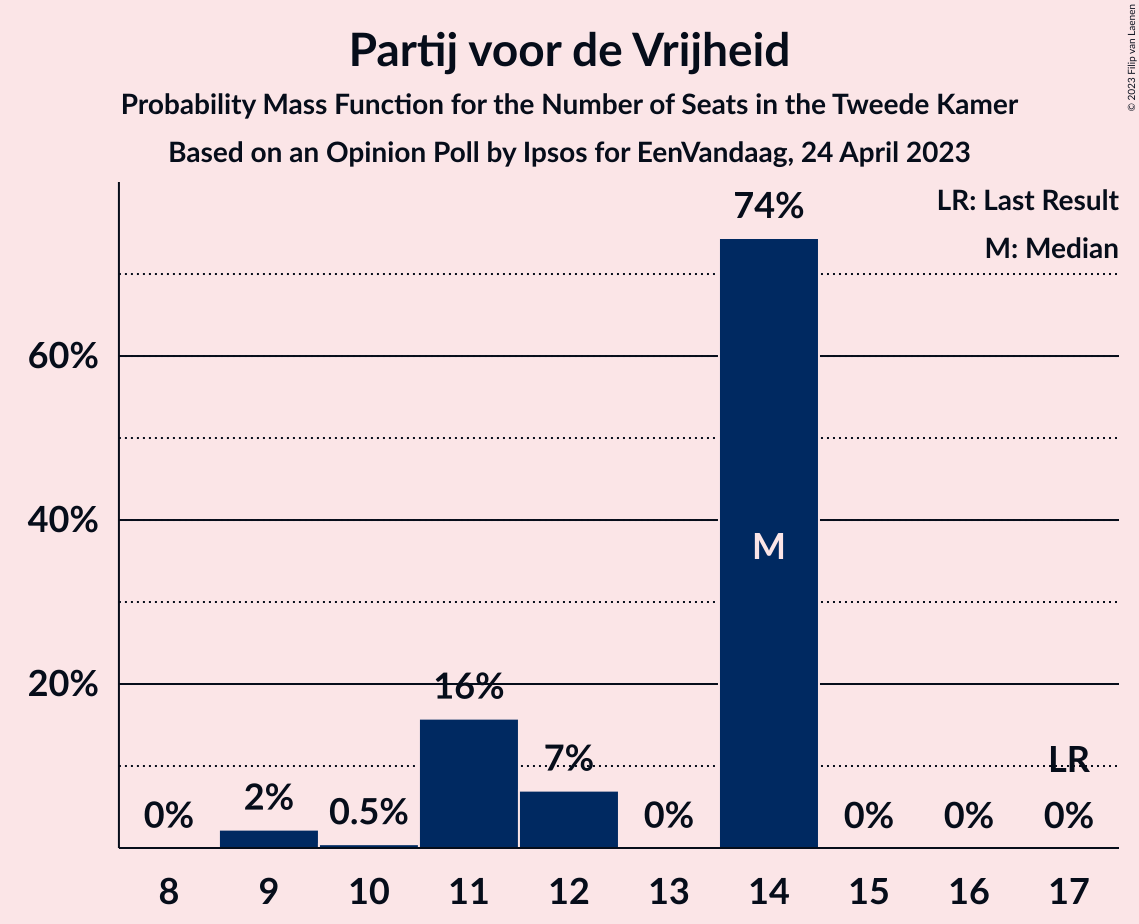 Partij voor de Vrijheid
Probability Mass Function for the Number of Seats in the Tweede Kamer
Based on an Opinion Poll by Ipsos for EenVandaag, 24 April 2023
© 2023 Filip van Laenen
LR: Last Result
M: Median
60%
40%
20%
0%
2%
0.5%
16%
7%
0%
74%
M
0%
0%
LR
0%
8 9 10 11 12 13 14 15 16 17